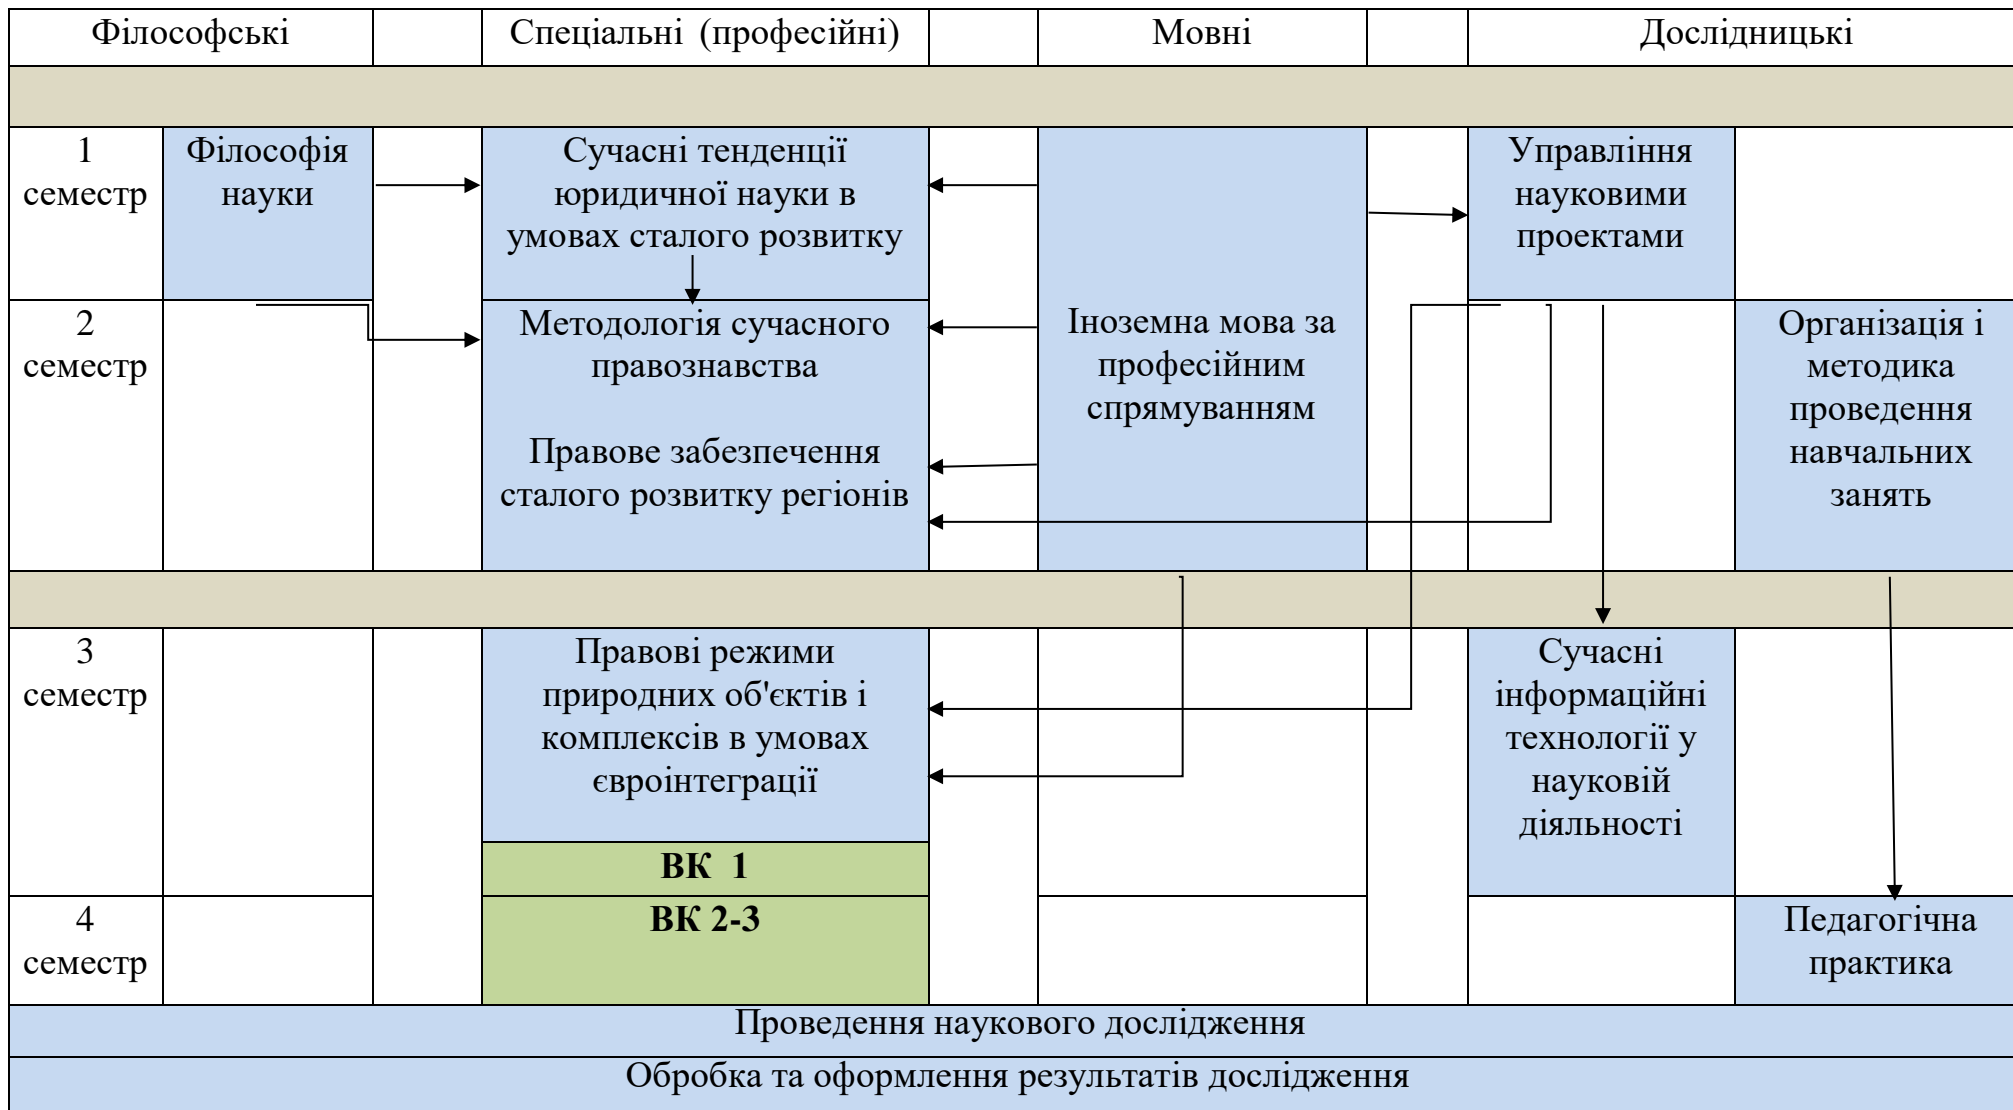 Філософські
Спеціальні (професійні)
Мовні
Дослідницькі
1
семестр
Філософія
науки
Сучасні тенденції
юридичної науки в
умовах сталого розвитку
Управління
науковими
проектами
2
семестр
Методологія сучасного
правознавства
Правове забезпечення
сталого розвитку регіонів
Іноземна мова за
професійним
спрямуванням
Організація і
методика
проведення
навчальних
занять
3
семестр
Правові режими
природних об'єктів і
комплексів в умовах
євроінтеграції
ВК 1
Сучасні
інформаційні
технології у
науковій
діяльності
4
семестр
ВК 2-3
Педагогічна
практика
Проведення наукового дослідження
Обробка та оформлення результатів дослідження